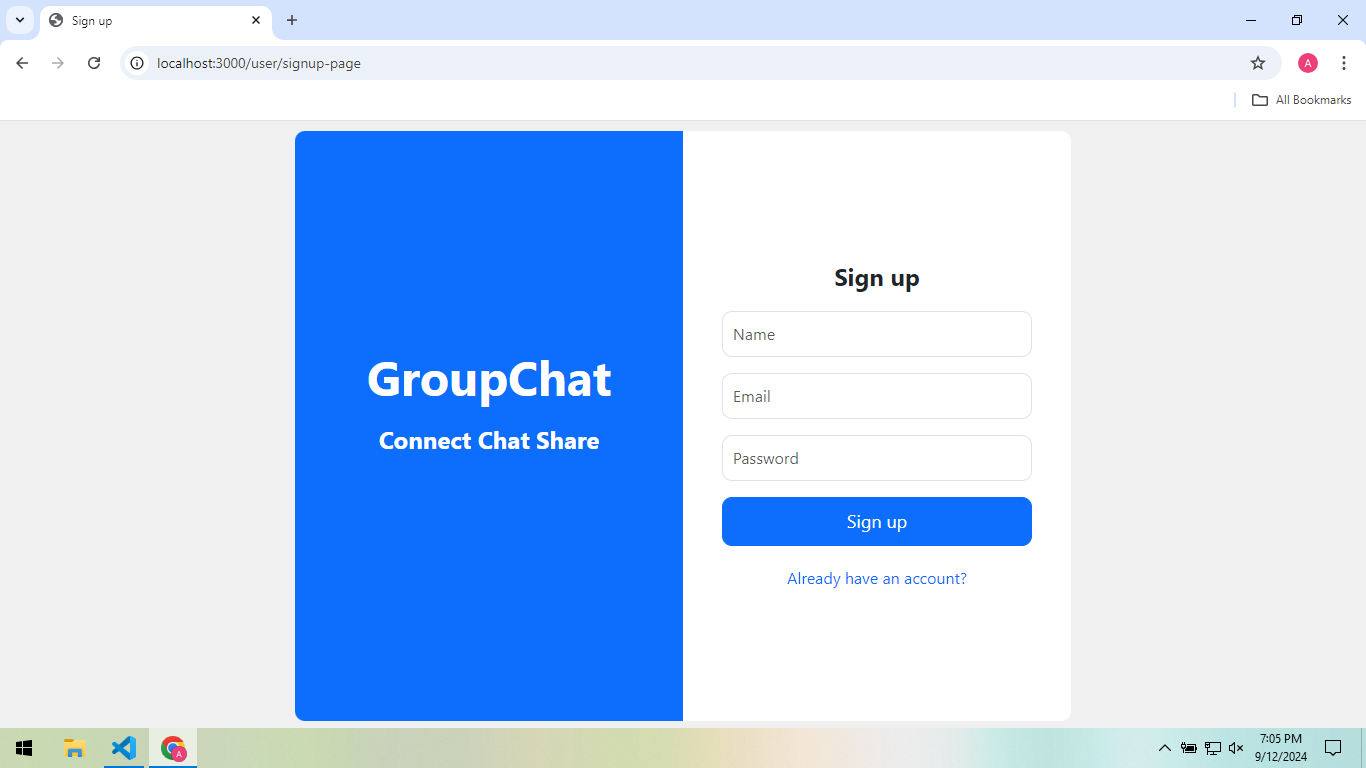 Sign up
localhost:3000/user/signup-page
A
All Bookmarks
GroupChat
Connect Chat Share
Sign up
Name
Email
Password
Sign up
Already have an account?
A
7:05 PM
9/12/2024